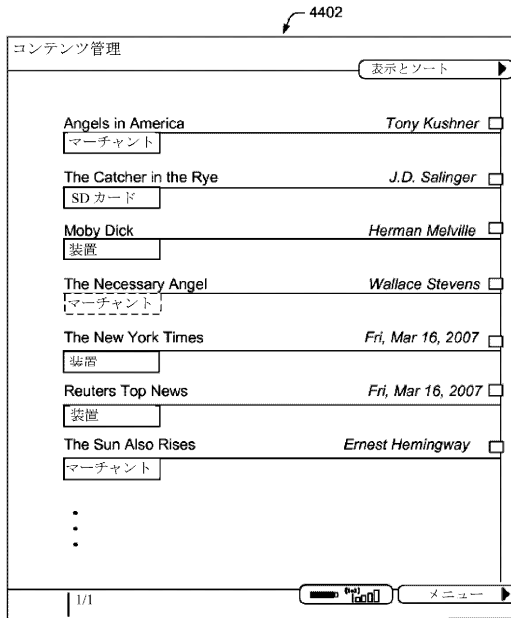 4402
コンテンツ管理
表示とソート
Angels in America Tony Kushner
マーチャント
The Catcher in the Rye J.D. Salinger
SDカード
Moby Dick Herman Melville
装置
The Necessary Angel Wallace Stevens
マーチャント
The New York Times Fri, Mar 16, 2007
装置
Reuters Top News Fri, Mar 16, 2007
装置
The Sun Also Rises Ernest Hemingway
マーチャント
1/1 メニュー